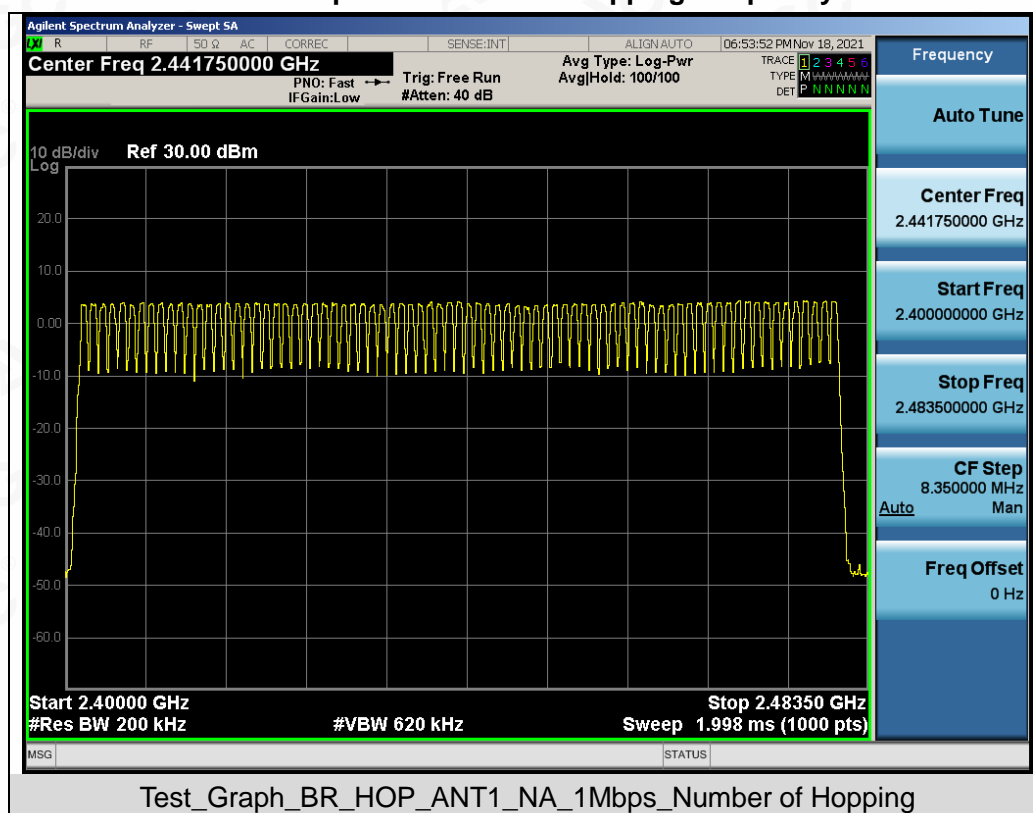 Agilent Spectrum Analyzer - Swept SA
LXI R RF 50 Ω AC CORREC SENSE:INT ALIGN AUTO 06:53:52 PM Nov 18, 2021
Center Freq 2.441750000 GHz
PNO: Fast
IFGain:Low
Trig: Free Run
#Atten: 40 dB
Avg Type: Log-Pwr
Avg|Hold: 100/100
TRACE 1 2 3 4 5 6
TYPE M
DET P N N N N N
10 dB/div Ref 30.00 dBm
Log
20.0
10.0
0.00
-10.0
-20.0
-30.0
-40.0
-50.0
-60.0
Start 2.40000 GHz Stop 2.48350 GHz
#Res BW 200 kHz #VBW 620 kHz Sweep 1.998 ms (1000 pts)
MSG STATUS
Frequency
Auto Tune
Center Freq
2.441750000 GHz
Start Freq
2.400000000 GHz
Stop Freq
2.483500000 GHz
CF Step
8.350000 MHz
Auto Man
Freq Offset
0 Hz
Test_Graph_BR_HOP_ANT1_NA_1Mbps_Number of Hopping